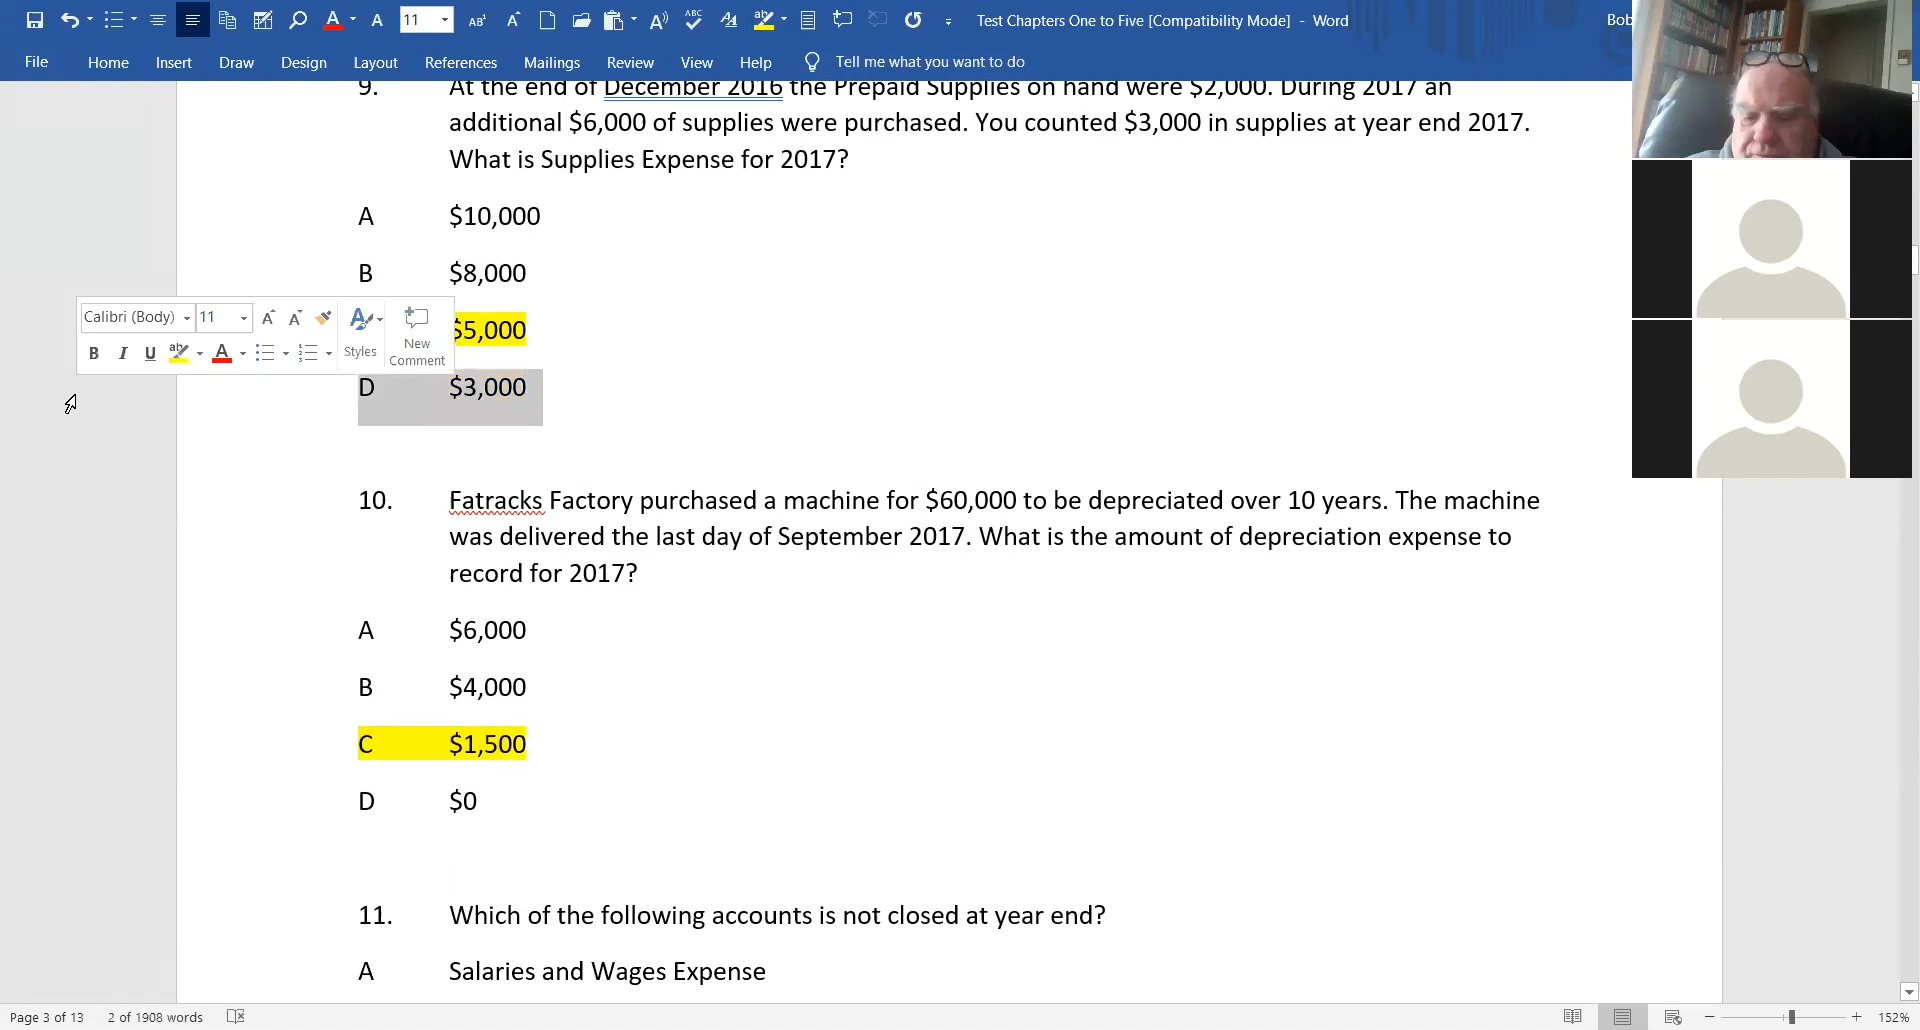 11
Test Chapters One to Five [Compatibility Mode] - Word
Bob
File Home Insert Draw Design Layout References Mailings Review View Help Tell me what you want to do
9. At the end of December 2016 the Prepaid Supplies on hand were $2,000. During 2017 an
additional $6,000 of supplies were purchased. You counted $3,000 in supplies at year end 2017.
What is Supplies Expense for 2017?
A $10,000
B $8,000
$5,000
Calibri (Body) 11
B I U Styles New
Comment
D $3,000
10. Fatracks Factory purchased a machine for $60,000 to be depreciated over 10 years. The machine
was delivered the last day of September 2017. What is the amount of depreciation expense to
record for 2017?
A $6,000
B $4,000
C $1,500
D $0
11. Which of the following accounts is not closed at year end?
A Salaries and Wages Expense
Page 3 of 13 2 of 1908 words 152%